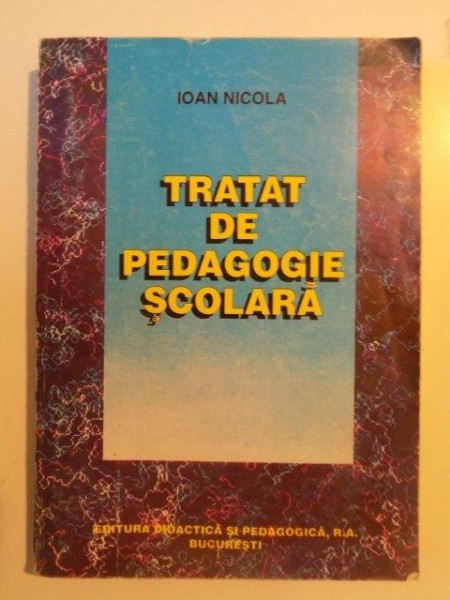 IOAN NICOLA
TRATAT
DE
PEDAGOGIE
ŞCOLARĂ
EDITURA DIDACTICĂ ŞI PEDAGOGICĂ, R.A.
BUCUREŞTI